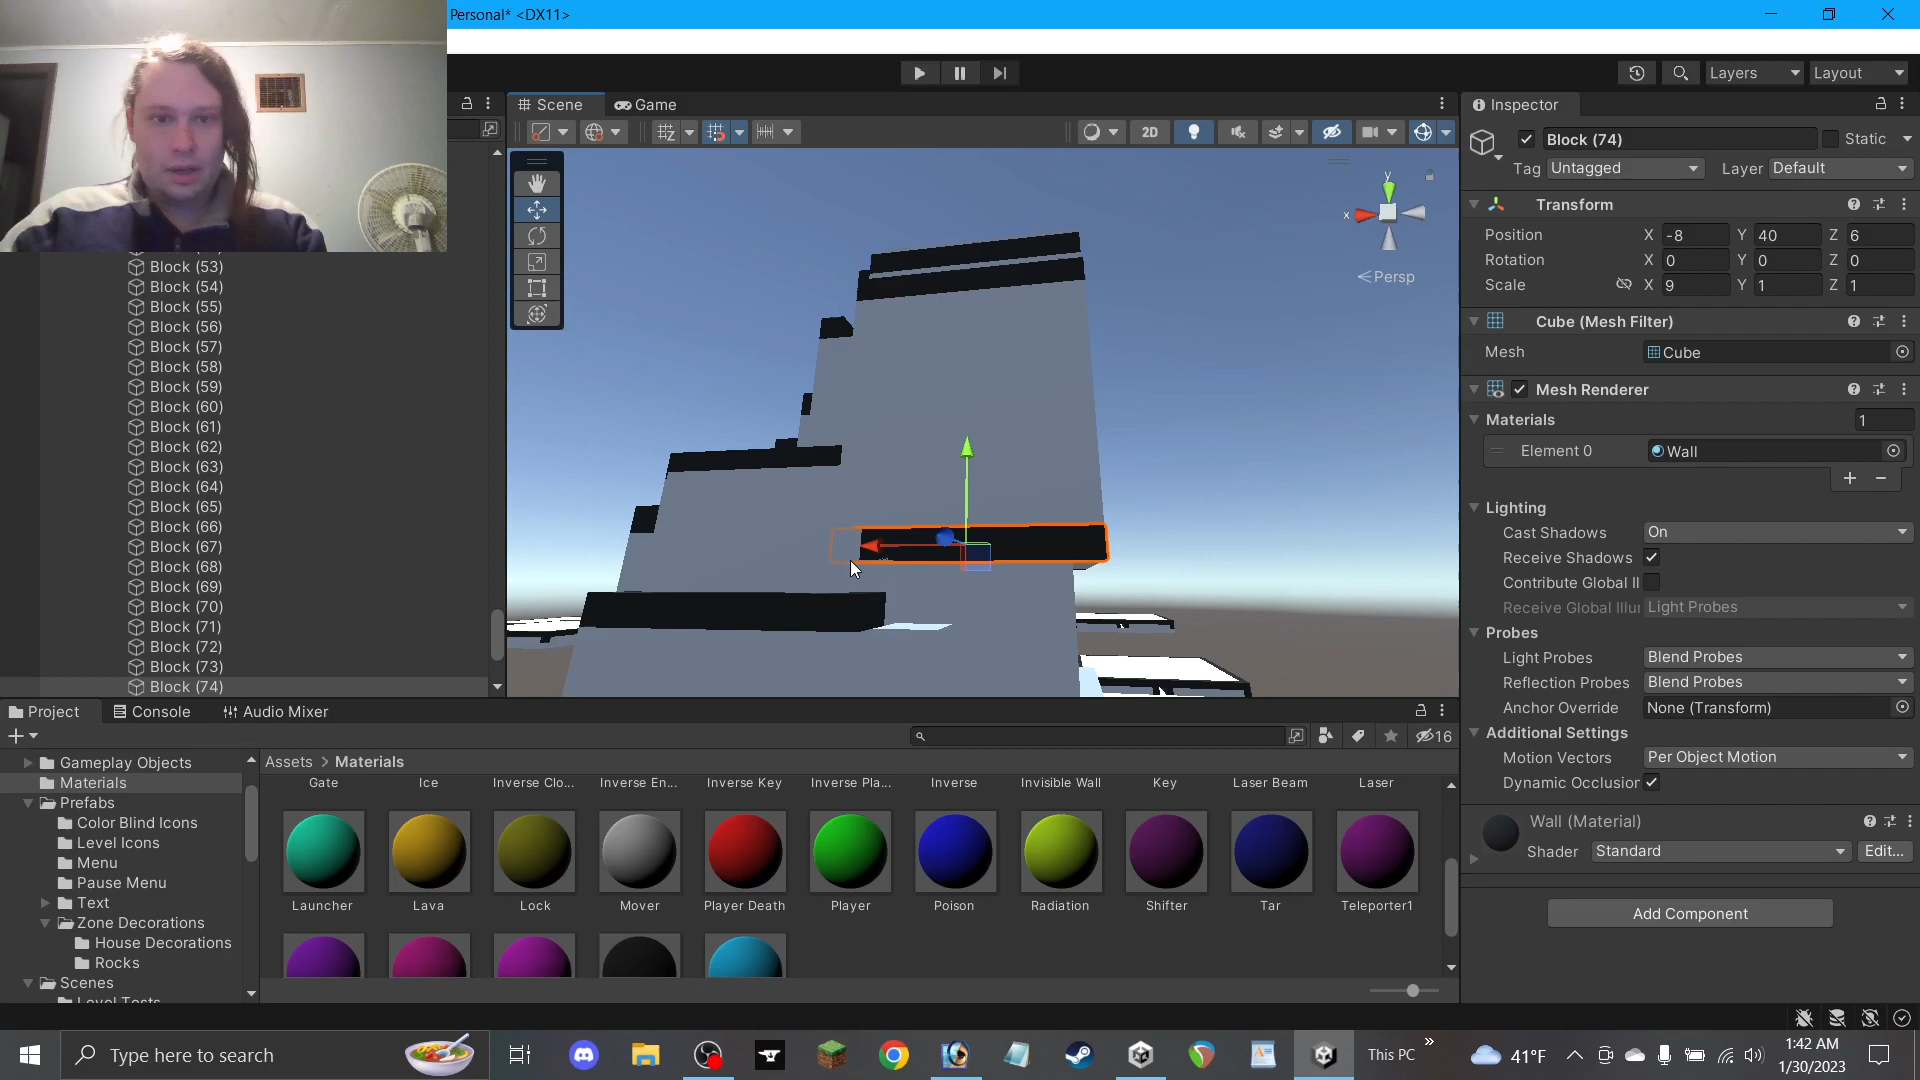 Personal* <DX11>
Layers
Layout
Scene
Game
2D
Persp
y
x
Block (53)
Block (54)
Block (55)
Block (56)
Block (57)
Block (58)
Block (59)
Block (60)
Block (61)
Block (62)
Block (63)
Block (64)
Block (65)
Block (66)
Block (67)
Block (68)
Block (69)
Block (70)
Block (71)
Block (72)
Block (73)
Block (74)
Inspector
Block (74)
Static
Tag Untagged Layer Default
Transform
Position X -8 Y 40 Z 6
Rotation X 0 Y 0 Z 0
Scale X 9 Y 1 Z 1
Cube (Mesh Filter)
Mesh Cube
Mesh Renderer
Materials 1
Element 0 Wall
Lighting
Cast Shadows On
Receive Shadows
Contribute Global Il
Receive Global Illu Light Probes
Probes
Light Probes Blend Probes
Reflection Probes Blend Probes
Anchor Override None (Transform)
Additional Settings
Motion Vectors Per Object Motion
Dynamic Occlusion
Wall (Material)
Shader Standard Edit...
Add Component
Project
Console
Audio Mixer
16
Gameplay Objects
Materials
Prefabs
Color Blind Icons
Level Icons
Menu
Pause Menu
Text
Zone Decorations
House Decorations
Rocks
Scenes
Level Tests
Assets > Materials
Gate Ice Inverse Clo... Inverse En... Inverse Key Inverse Pla... Inverse Invisible Wall Key Laser Beam Laser
Launcher Lava Lock Mover Player Death Player Poison Radiation Shifter Tar Teleporter1
Type here to search
This PC
41°F
1:42 AM
1/30/2023